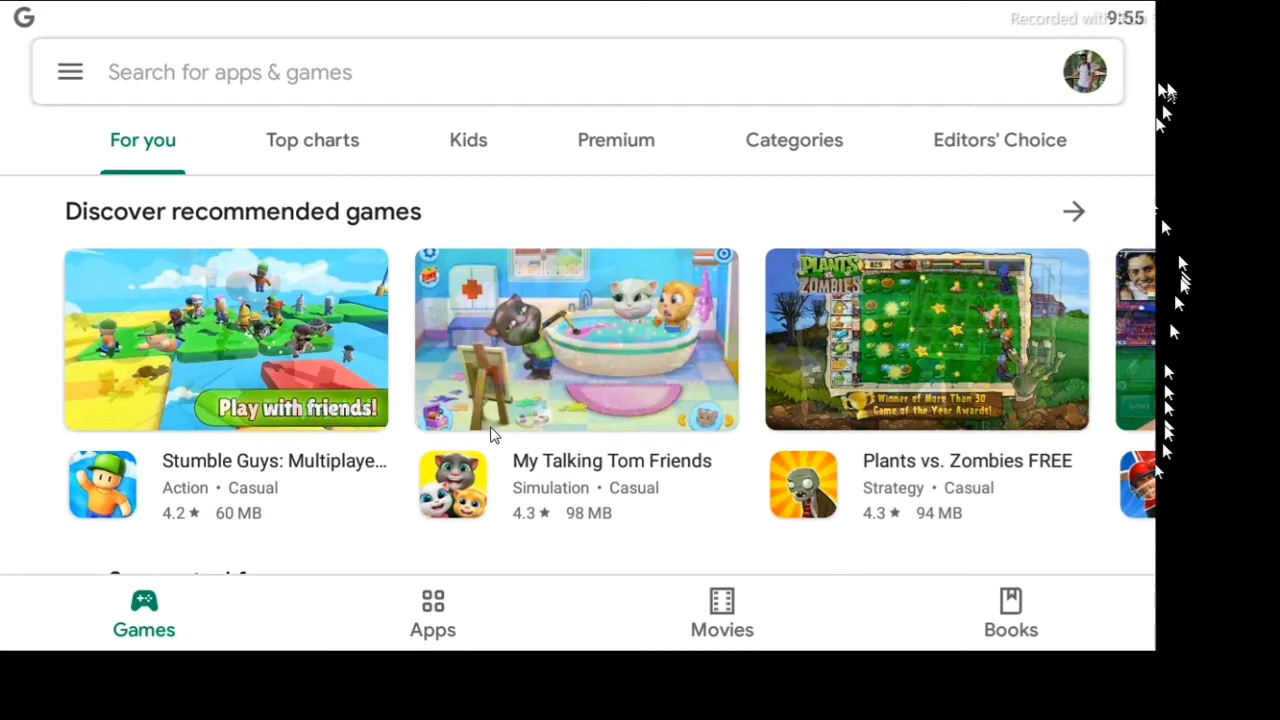 Recorded with
9:55
Search for apps & games
For you
Top charts
Kids
Premium
Categories
Editors' Choice
Discover recommended games
Play with friends!
PLANTS
ZOMBIES
Winner of More Than 30
Game of the Year Awards!
Stumble Guys: Multiplaye...
Action • Casual
4.2 ★ 60 MB
My Talking Tom Friends
Simulation • Casual
4.3 ★ 98 MB
Plants vs. Zombies FREE
Strategy • Casual
4.3 ★ 94 MB
Games
Apps
Movies
Books